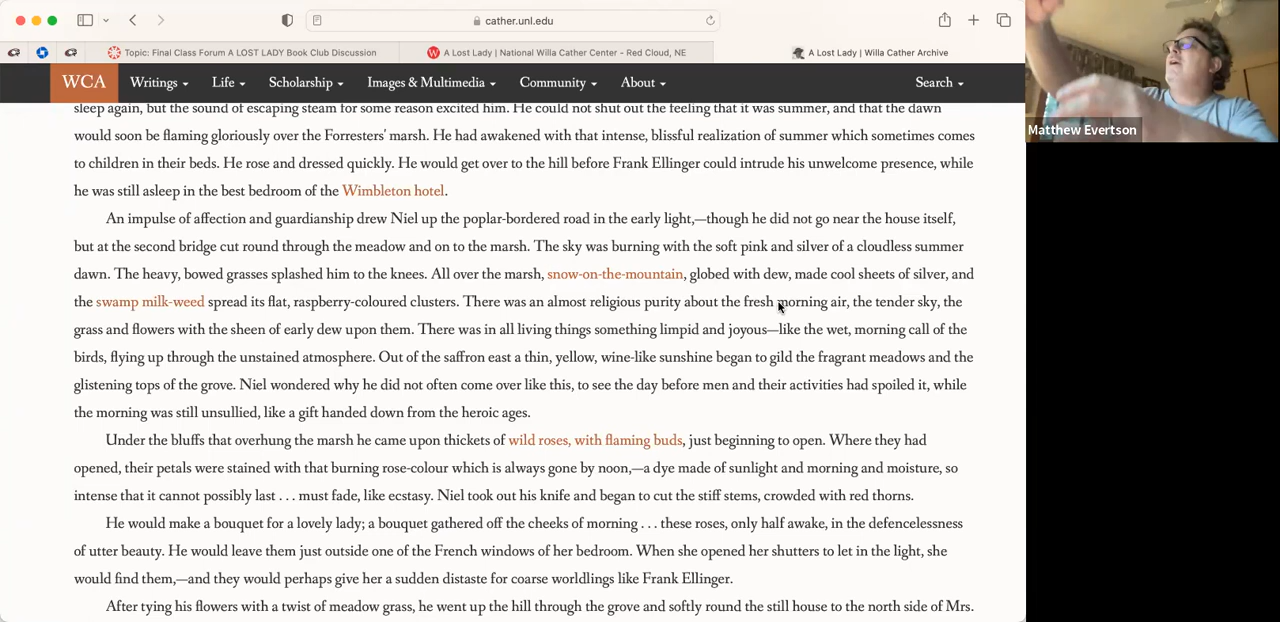 cather.unl.edu
Topic: Final Class Forum A LOST LADY Book Club Discussion
A Lost Lady | National Willa Cather Center - Red Cloud, NE
A Lost Lady | Willa Cather Archive
WCA Writings Life Scholarship Images & Multimedia Community About Search
Matthew Evertson
sleep again, but the sound of escaping steam for some reason excited him. He could not shut out the feeling that it was summer, and that the dawn
would soon be flaming gloriously over the Forresters' marsh. He had awakened with that intense, blissful realization of summer which sometimes comes
to children in their beds. He rose and dressed quickly. He would get over to the hill before Frank Ellinger could intrude his unwelcome presence, while
he was still asleep in the best bedroom of the Wimbleton hotel.
An impulse of affection and guardianship drew Niel up the poplar-bordered road in the early light,—though he did not go near the house itself,
but at the second bridge cut round through the meadow and on to the marsh. The sky was burning with the soft pink and silver of a cloudless summer
dawn. The heavy, bowed grasses splashed him to the knees. All over the marsh, snow-on-the-mountain, globed with dew, made cool sheets of silver, and
the swamp milk-weed spread its flat, raspberry-coloured clusters. There was an almost religious purity about the fresh morning air, the tender sky, the
grass and flowers with the sheen of early dew upon them. There was in all living things something limpid and joyous—like the wet, morning call of the
birds, flying up through the unstained atmosphere. Out of the saffron east a thin, yellow, wine-like sunshine began to gild the fragrant meadows and the
glistening tops of the grove. Niel wondered why he did not often come over like this, to see the day before men and their activities had spoiled it, while
the morning was still unsullied, like a gift handed down from the heroic ages.
Under the bluffs that overhung the marsh he came upon thickets of wild roses, with flaming buds, just beginning to open. Where they had
opened, their petals were stained with that burning rose-colour which is always gone by noon,—a dye made of sunlight and morning and moisture, so
intense that it cannot possibly last . . . must fade, like ecstasy. Niel took out his knife and began to cut the stiff stems, crowded with red thorns.
He would make a bouquet for a lovely lady; a bouquet gathered off the cheeks of morning . . . these roses, only half awake, in the defencelessness
of utter beauty. He would leave them just outside one of the French windows of her bedroom. When she opened her shutters to let in the light, she
would find them,—and they would perhaps give her a sudden distaste for coarse worldlings like Frank Ellinger.
After tying his flowers with a twist of meadow grass, he went up the hill through the grove and softly round the still house to the north side of Mrs.